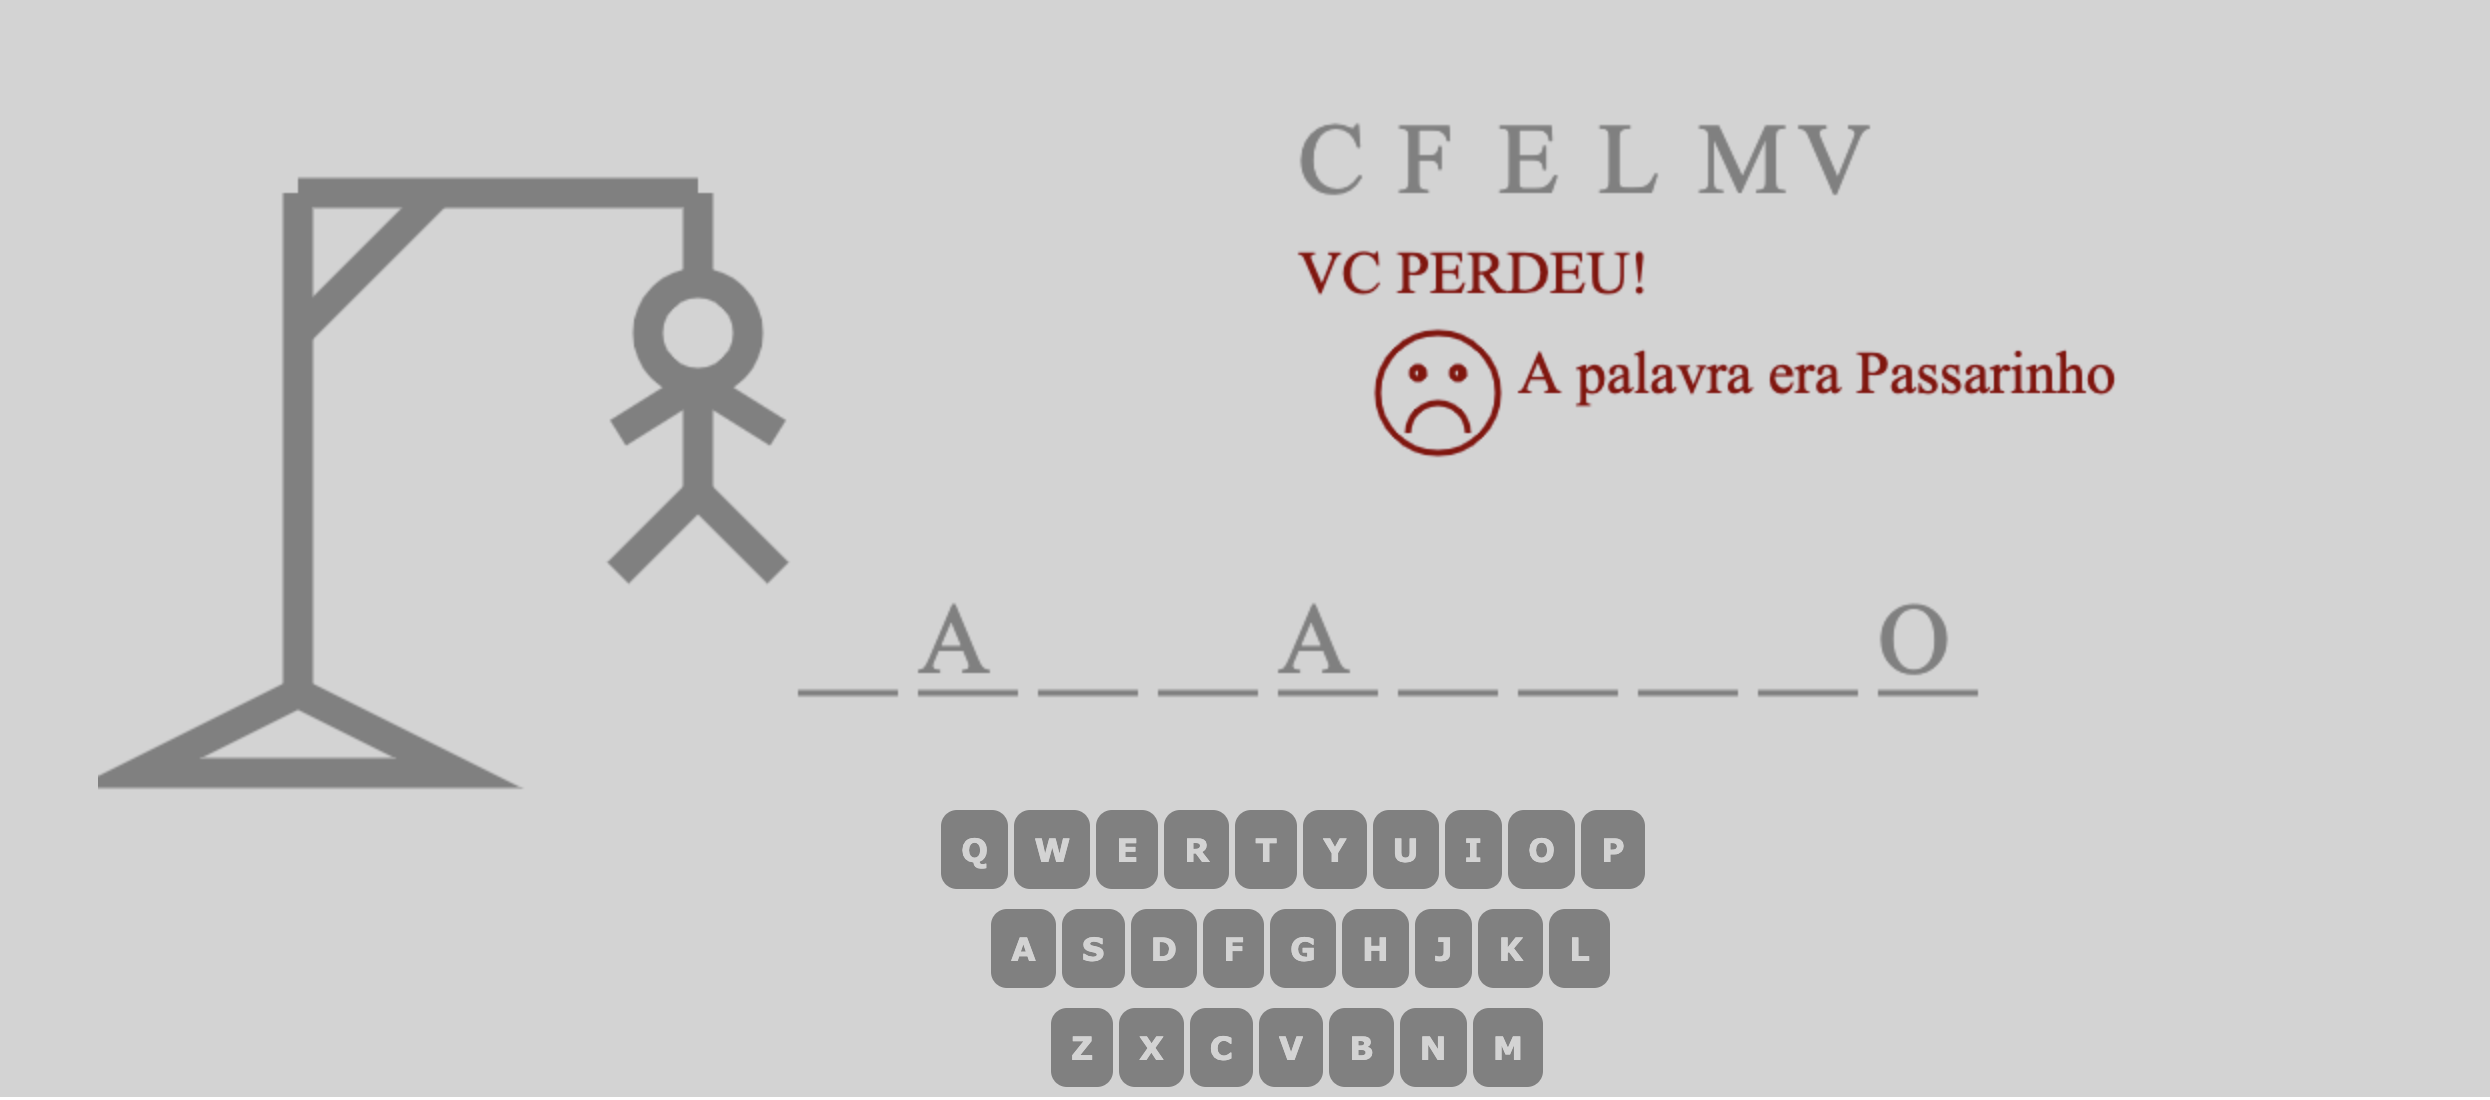 C F E L M V
VC PERDEU!
A palavra era Passarinho
A A O
Q W E R T Y U I O P
A S D F G H J K L
Z X C V B N M